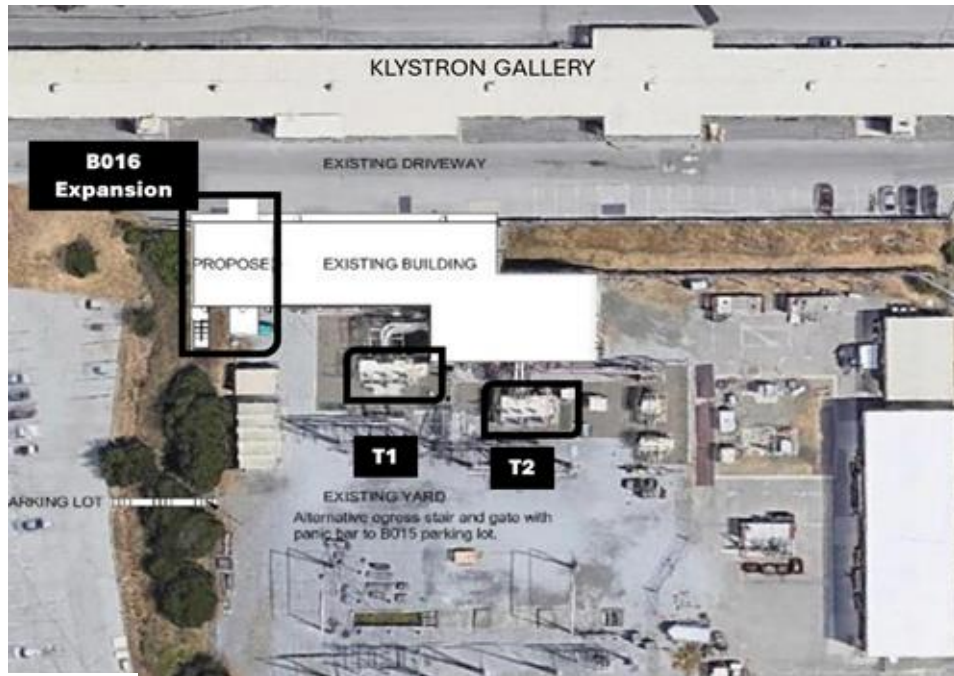 KLYSTRON GALLERY
B016
Expansion
EXISTING DRIVEWAY
PROPOSE
EXISTING BUILDING
T1
T2
ARKING LOT
EXISTING YARD
Alternative egress stair and gate with
panic bar to B015 parking lot.